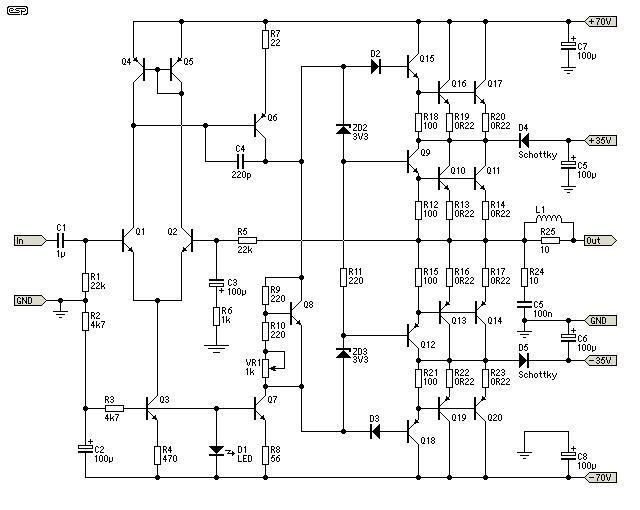 esp
+70V
Q4
Q5
R7
22
C7
100µ
D2
Q15
Q16
Q17
Q6
R18
100
R19
0R22
R20
0R22
ZD2
3V3
D4
Schottky
+35V
C4
220p
Q9
Q10
Q11
C5
100µ
R12
100
R13
0R22
R14
0R22
L1
In
C1
1µ
Q1
Q2
R5
22k
R25
10
Out
R1
22k
C3
100µ
R9
220
Q8
R11
220
R15
100
R16
0R22
R17
0R22
R24
10
GND
R2
4k7
R6
1k
R10
220
C5
100n
GND
Q13
Q14
VR1
1k
ZD3
3V3
Q12
C6
100µ
D5
Schottky
-35V
R21
100
R22
0R22
R23
0R22
R3
4k7
Q3
Q7
D3
Q18
Q19
Q20
C2
100µ
R4
470
D1
LED
R8
56
C8
100µ
-70V